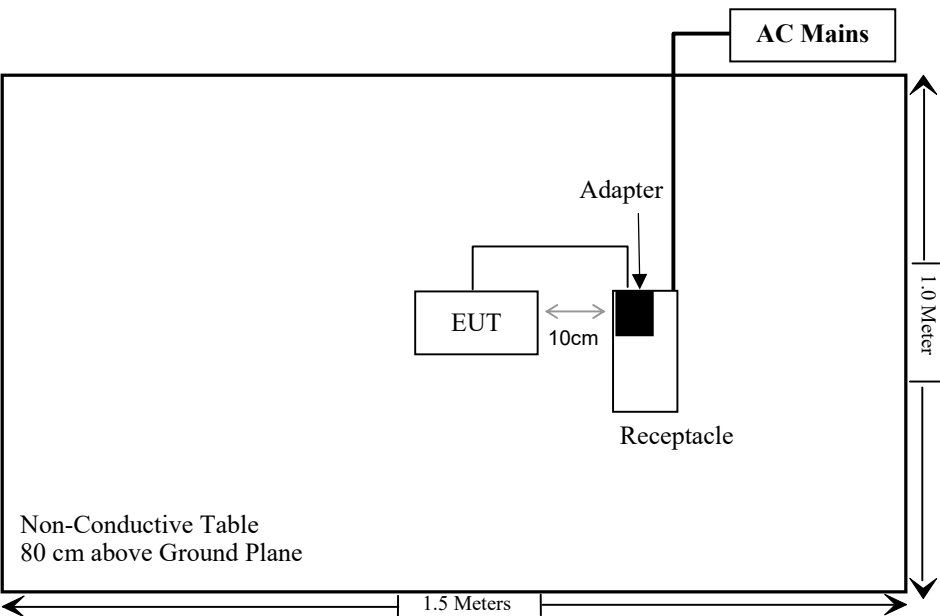 AC Mains
Adapter
EUT
10cm
1.0 Meter
Receptacle
Non-Conductive Table
80 cm above Ground Plane
1.5 Meters